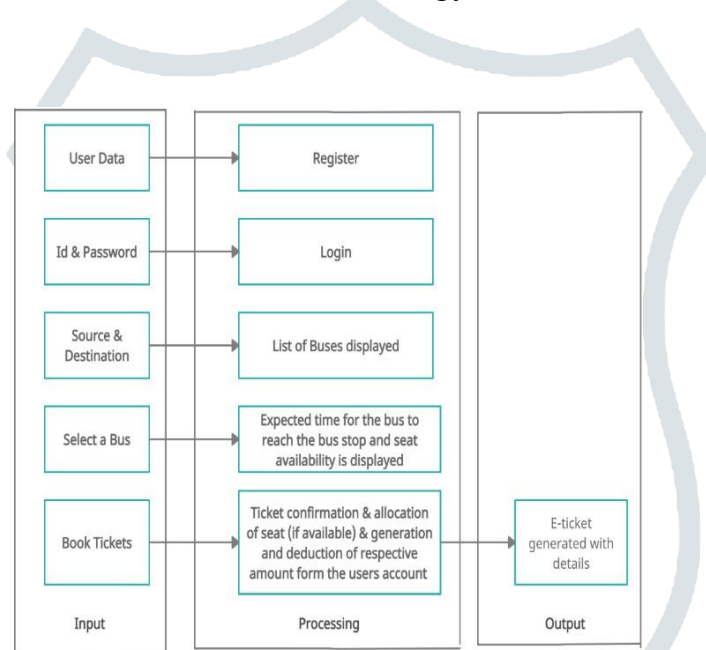 gy
User Data
Register
Id & Password
Login
Source &
Destination
List of Buses displayed
Select a Bus
Expected time for the bus to
reach the bus stop and seat
availability is displayed
Book Tickets
Ticket confirmation & allocation
of seat (if available) & generation
and deduction of respective
amount form the users account
E-ticket
generated with
details
Input
Processing
Output